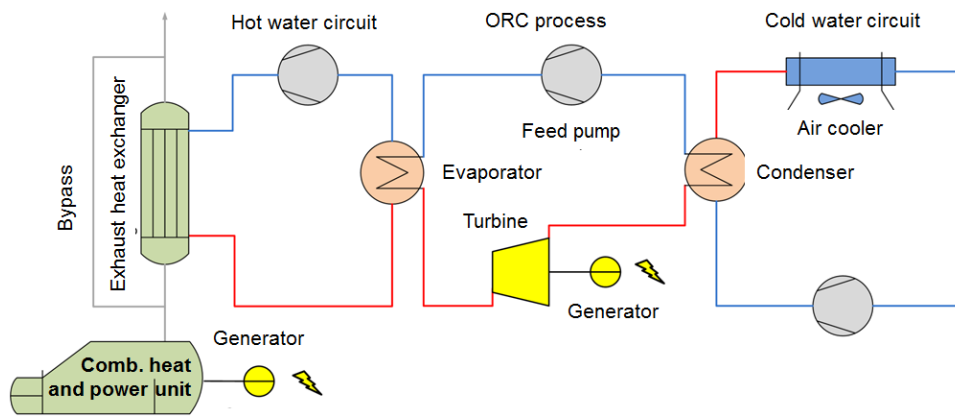 Hot water circuit
ORC process
Cold water circuit
Bypass
Exhaust heat exchanger
Feed pump
Air cooler
Evaporator
Condenser
Turbine
Generator
Generator
Comb. heat
and power unit